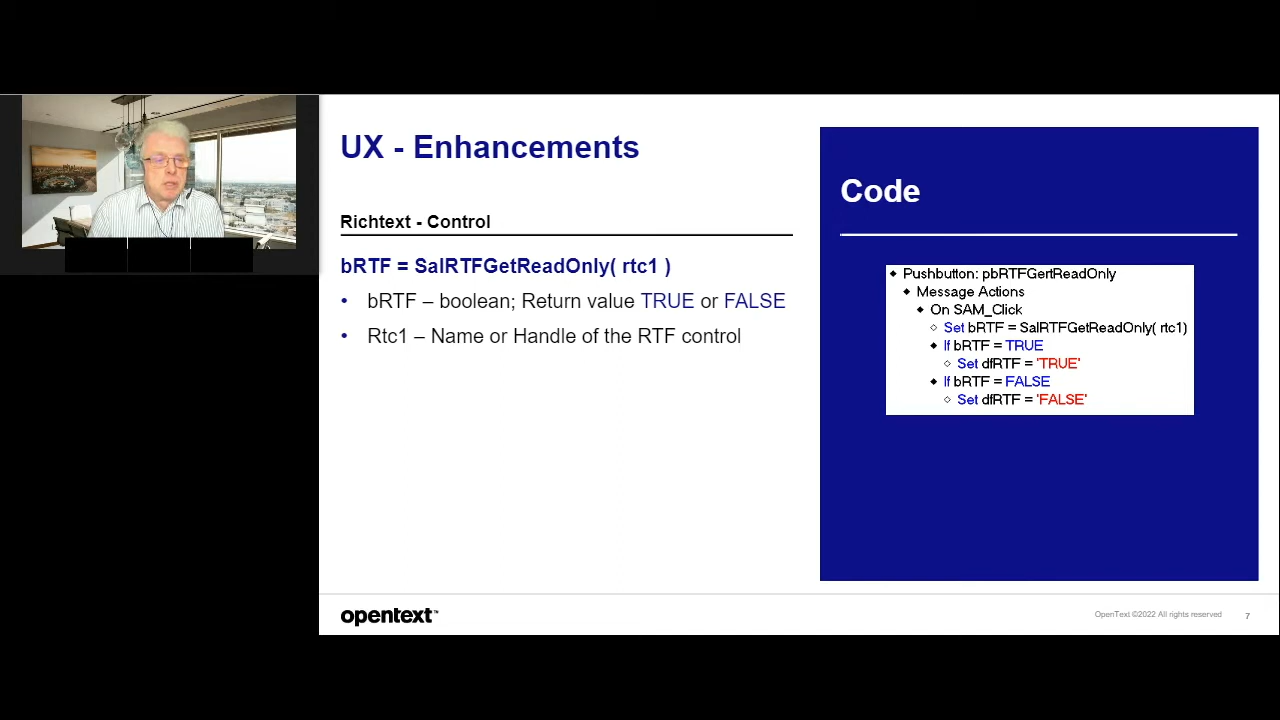 UX - Enhancements
Richtext - Control
bRTF = SalRTFGetReadOnly( rtc1 )
• bRTF – boolean; Return value TRUE or FALSE
• Rtc1 – Name or Handle of the RTF control
Code
Pushbutton: pbRTFGertReadOnly
Message Actions
On SAM_Click
Set bRTF = SalRTFGetReadOnly( rtc1)
If bRTF = TRUE
Set dfRTF = 'TRUE'
If bRTF = FALSE
Set dfRTF = 'FALSE'
opentext™
OpenText ©2022 All rights reserved
7